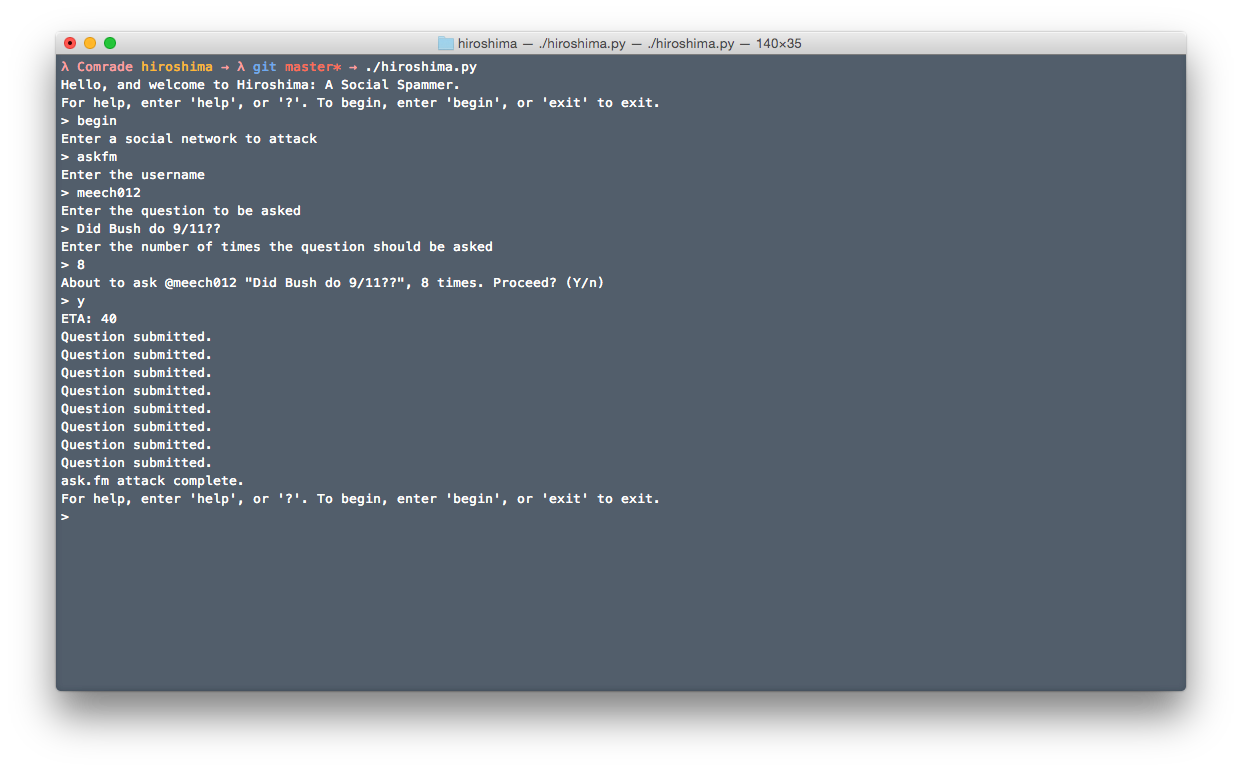 hiroshima — ./hiroshima.py — ./hiroshima.py — 140×35
λ Comrade hiroshima → λ git master* → ./hiroshima.py
Hello, and welcome to Hiroshima: A Social Spammer.
For help, enter 'help', or '?'. To begin, enter 'begin', or 'exit' to exit.
> begin
Enter a social network to attack
> askfm
Enter the username
> meech012
Enter the question to be asked
> Did Bush do 9/11??
Enter the number of times the question should be asked
> 8
About to ask @meech012 "Did Bush do 9/11??", 8 times. Proceed? (Y/n)
> y
ETA: 40
Question submitted.
Question submitted.
Question submitted.
Question submitted.
Question submitted.
Question submitted.
Question submitted.
Question submitted.
ask.fm attack complete.
For help, enter 'help', or '?'. To begin, enter 'begin', or 'exit' to exit.
>